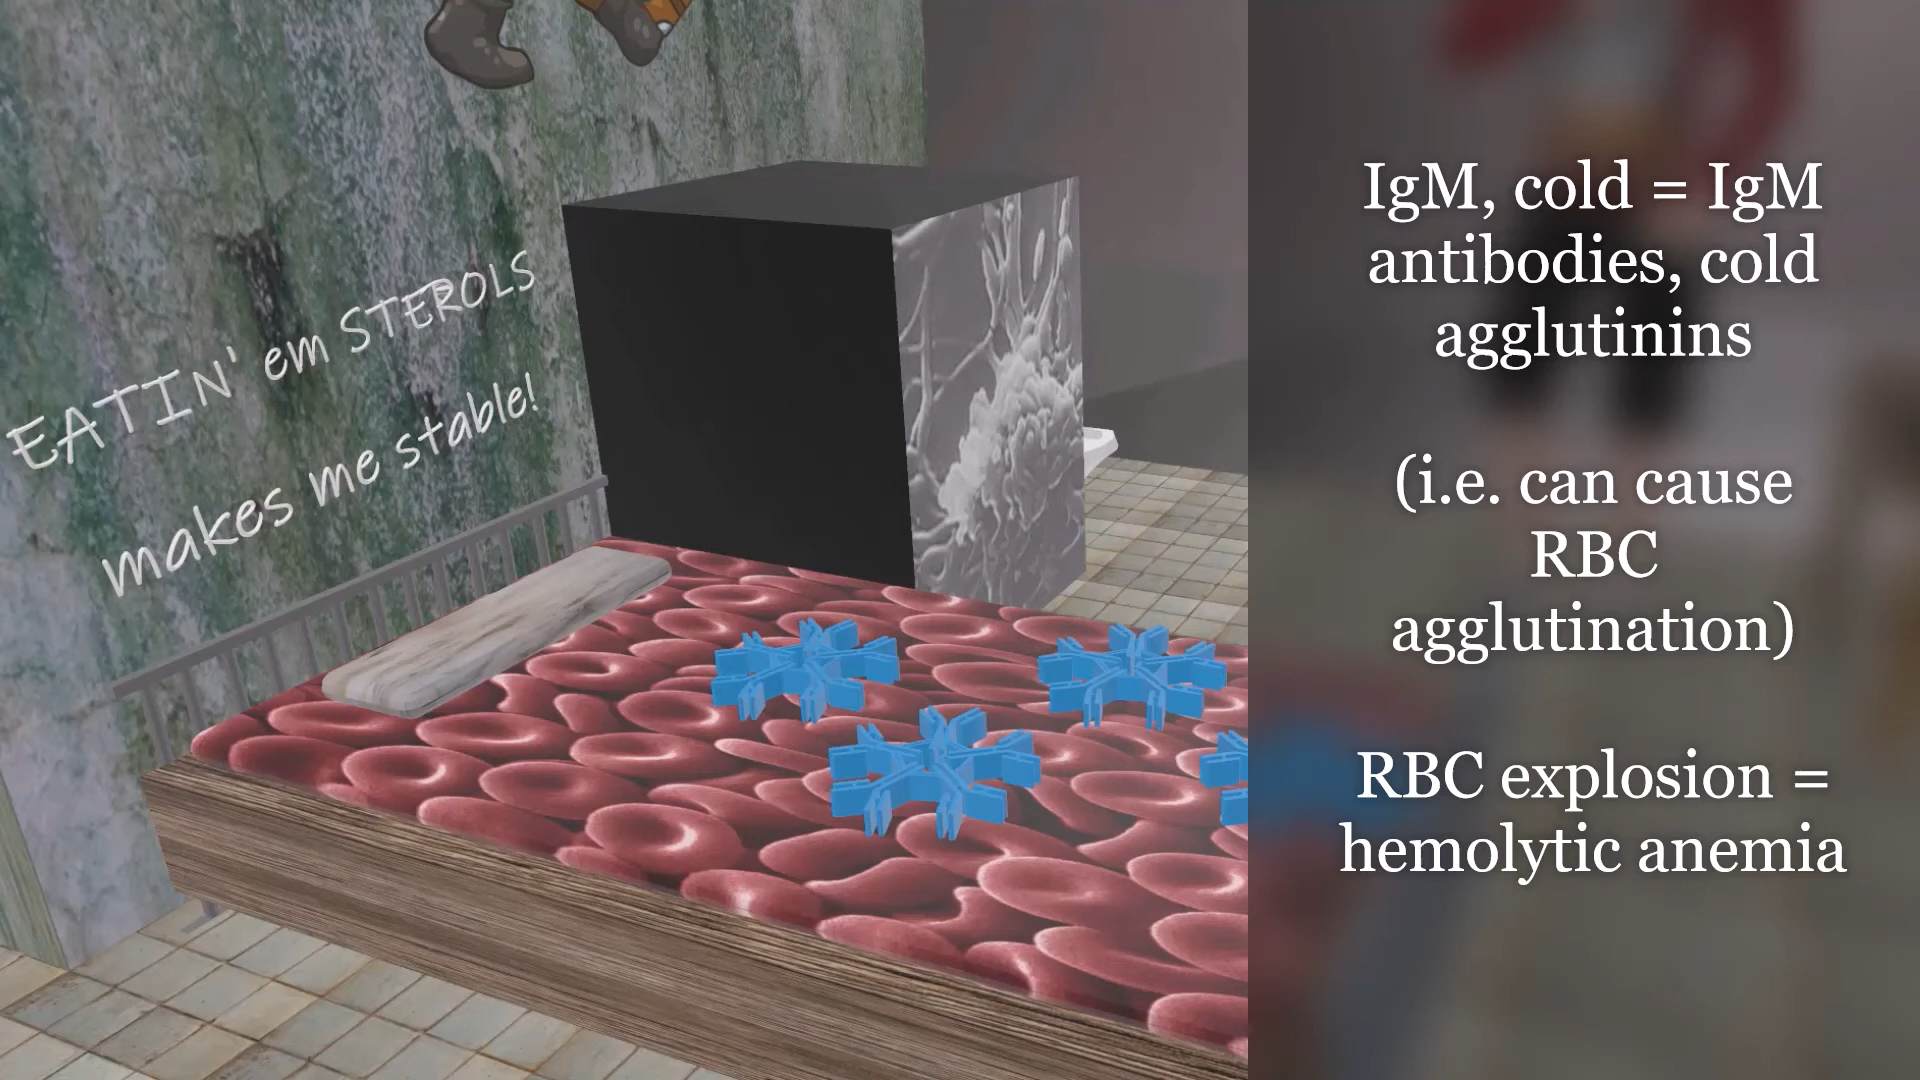 EATIN' em STEROLS
makes me stable!
IgM, cold = IgM
antibodies, cold
agglutinins
(i.e. can cause
RBC
agglutination)
RBC explosion =
hemolytic anemia